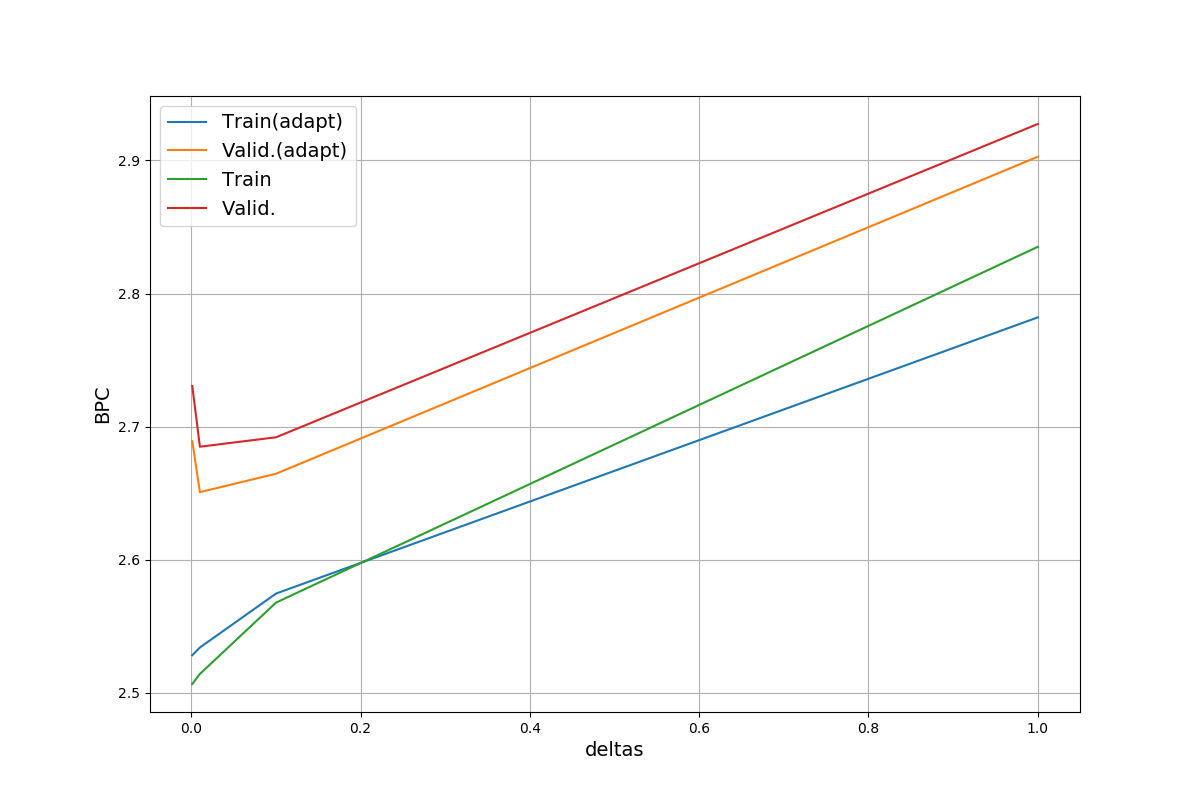 Train(adapt)
Valid.(adapt)
Train
Valid.
2.9
2.8
2.7
2.6
2.5
BPC
0.0 0.2 0.4 0.6 0.8 1.0
deltas